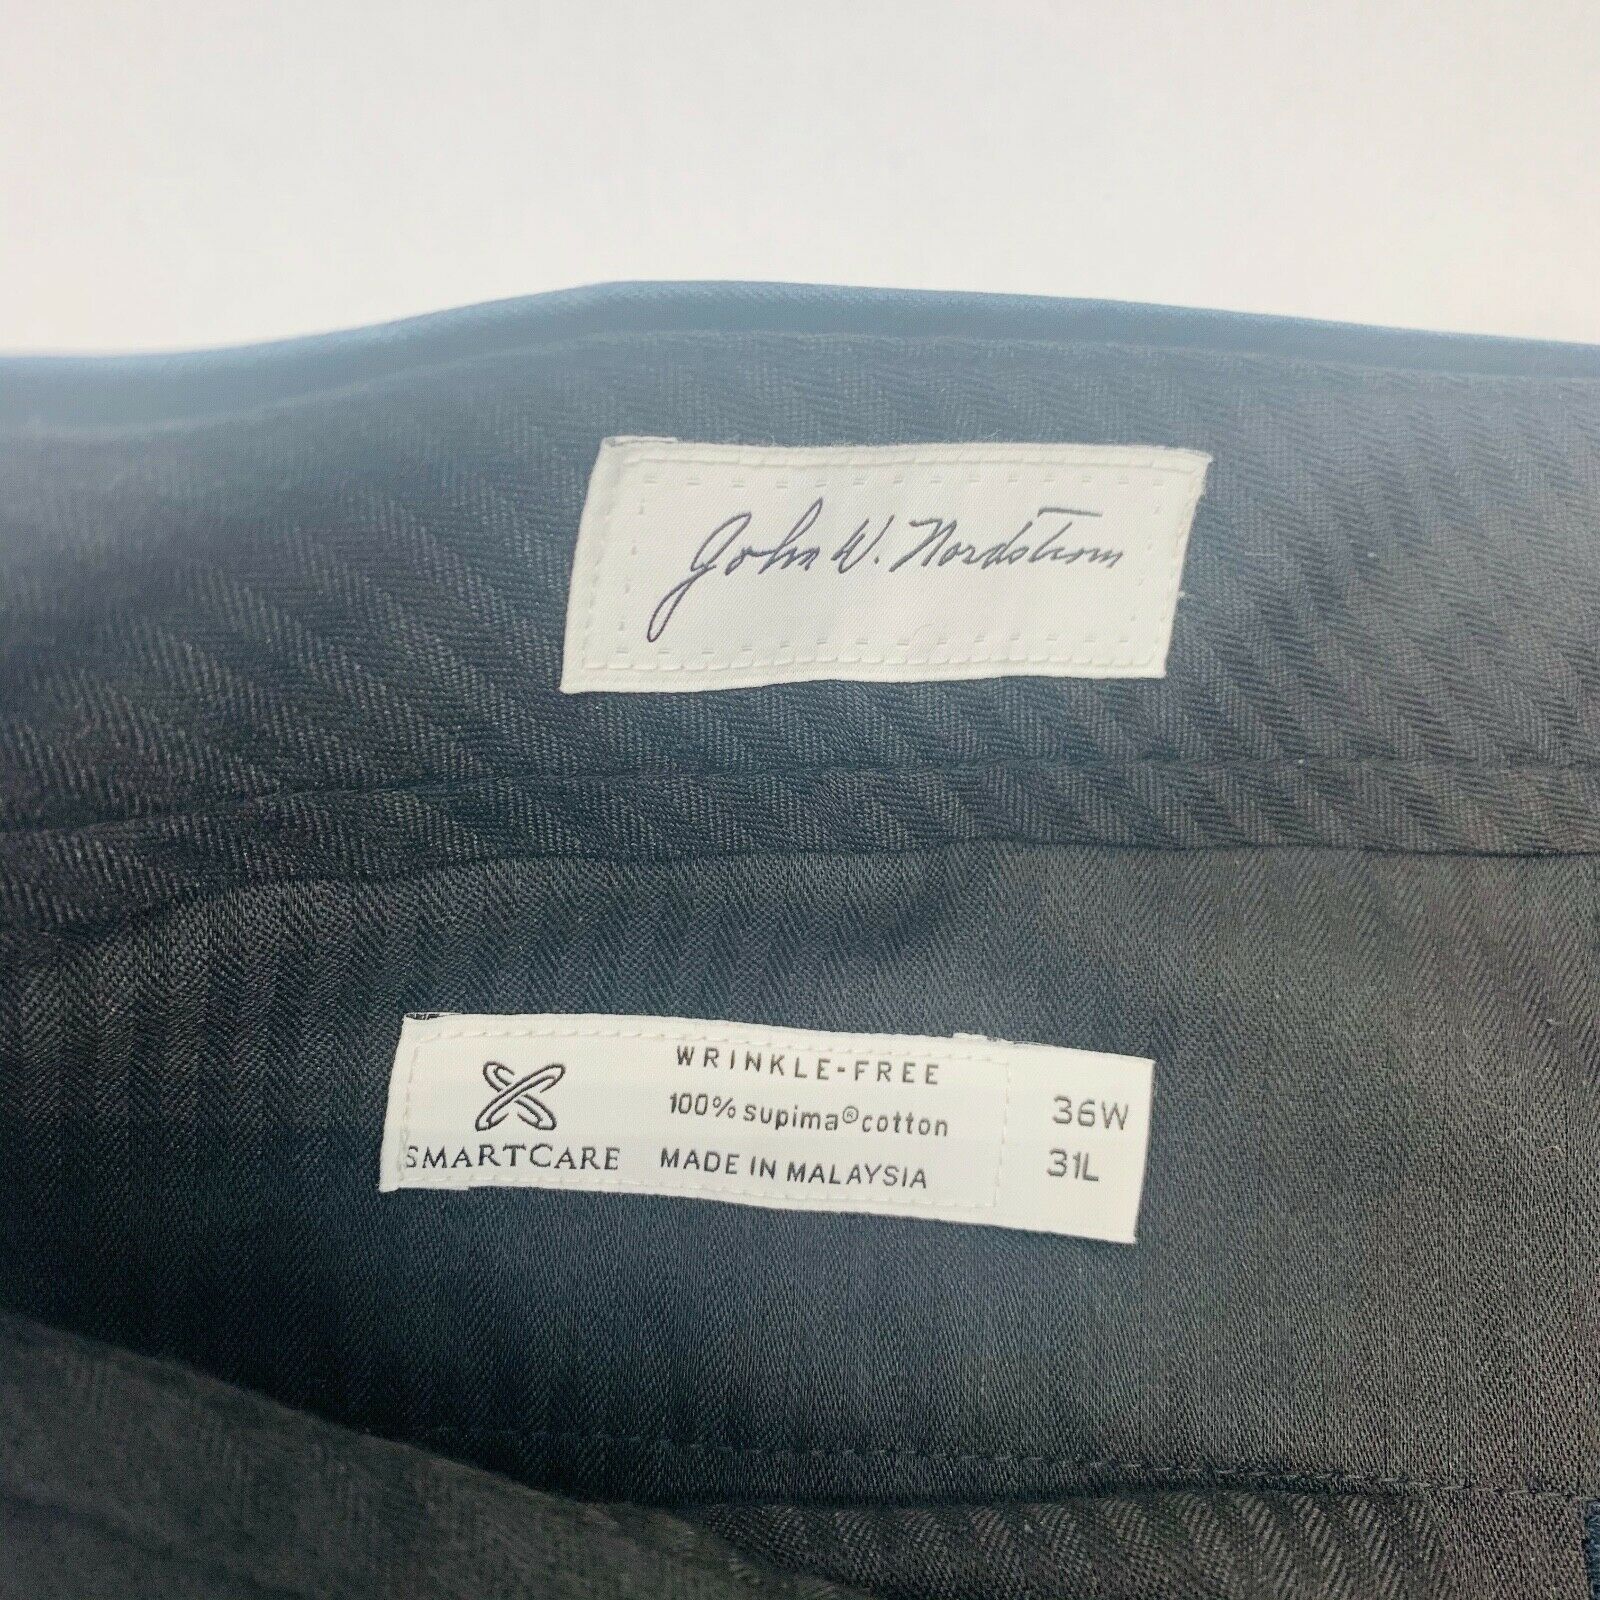 John W. Nordstrom
WRINKLE-FREE
100% supima® cotton
MADE IN MALAYSIA
SMARTCARE
36W
31L